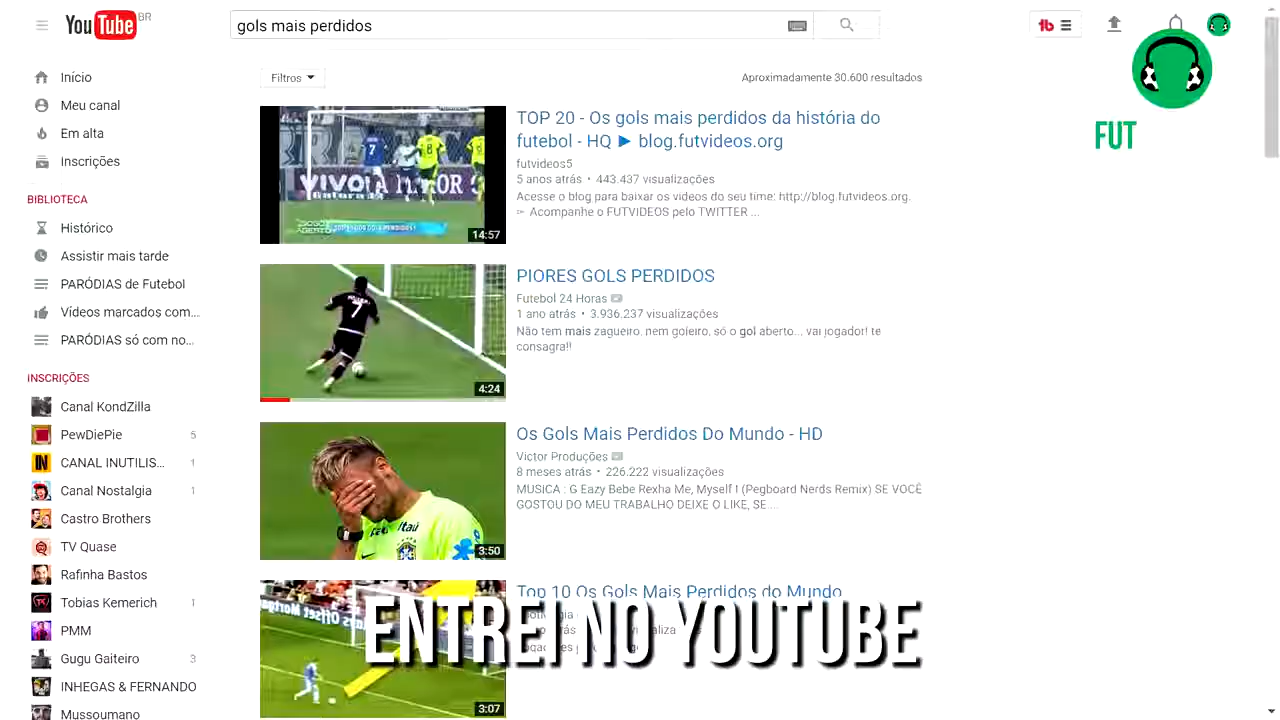 YouTube BR
gols mais perdidos
Início
Meu canal
Em alta
Inscrições
BIBLIOTECA
Histórico
Assistir mais tarde
PARÓDIAS de Futebol
Vídeos marcados com...
PARÓDIAS só com no...
INSCRIÇÕES
Canal KondZilla
PewDiePie 5
CANAL INUTILIS... 1
Canal Nostalgia 1
Castro Brothers
TV Quase
Rafinha Bastos
Tobias Kemerich 1
PMM
Gugu Gaiteiro 3
INHEGAS & FERNANDO
Mussoumano
Filtros
Aproximadamente 30.600 resultados
14:57
TOP 20 - Os gols mais perdidos da história do
futebol - HQ ► blog.futvideos.org
futvideos5
5 anos atrás • 443.437 visualizações
Acesse o blog para baixar os videos do seu time: http://blog.futvideos.org.
➣ Acompanhe o FUTVIDEOS pelo TWITTER ...
7
4:24
PIORES GOLS PERDIDOS
Futebol 24 Horas
1 ano atrás • 3.936.237 visualizações
Não tem mais zagueiro, nem goleiro, só o gol aberto... vai jogador! te
consagra!!
Itaú
3:50
Os Gols Mais Perdidos Do Mundo - HD
Victor Produções
8 meses atrás • 226.222 visualizações
MUSICA : G Eazy Bebe Rexha Me, Myself I (Pegboard Nerds Remix) SE VOCÊ
GOSTOU DO MEU TRABALHO DEIXE O LIKE, SE ...
3:07
Top 10 Os Gols Mais Perdidos do Mundo
ENTREI NO YOUTUBE
FUT